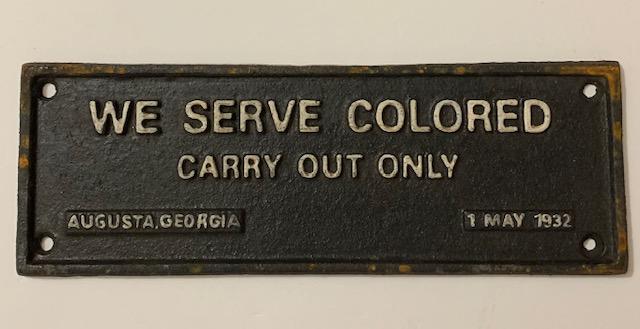 WE SERVE COLORED
CARRY OUT ONLY
AUGUSTA, GEORGIA
1 MAY 1932